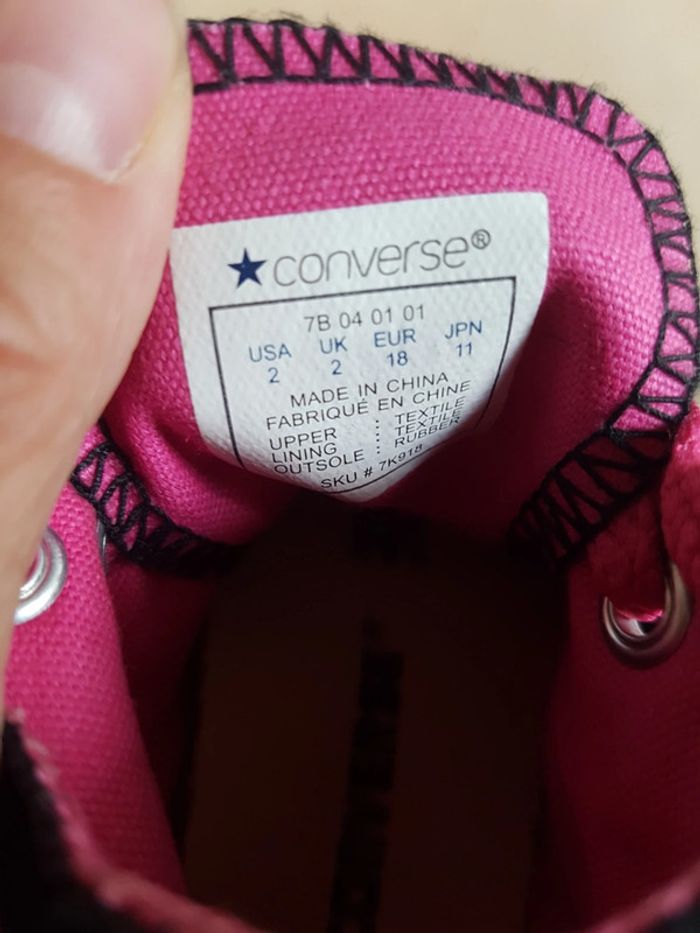 converse®
7B 04 01 01
USA UK EUR JPN
2 2 18 11
MADE IN CHINA
FABRIQUÉ EN CHINE
UPPER : TEXTILE
LINING : TEXTILE
OUTSOLE : RUBBER
SKU # 7K918